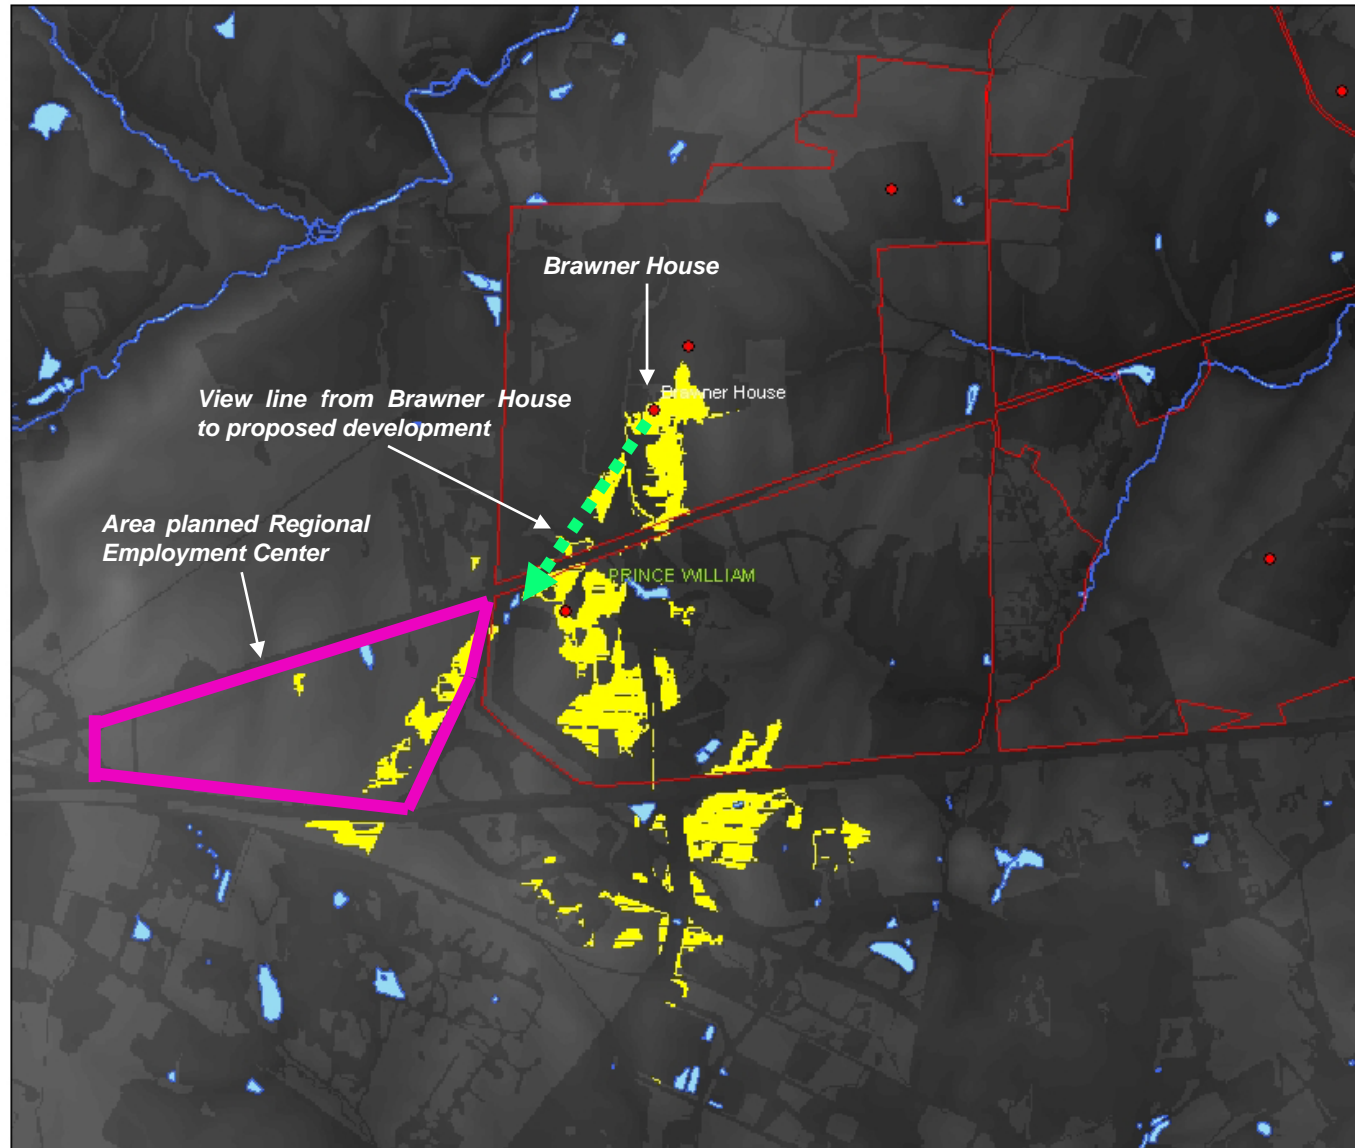 Brawner House
Brawner House
View line from Brawner House
to proposed development
Area planned Regional
Employment Center
PRINCE WILLIAM